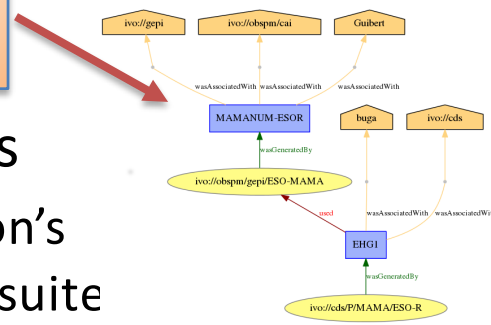 ivo://gepi
ivo://obspm/cai
Guibert
wasAssociatedWith
wasAssociatedWith
wasAssociatedWith
MAMANUM-ESOR
buga
ivo://cds
wasGeneratedBy
s
ivo://obspm/gepi/ESO-MAMA
used
wasAssociatedWith
wasAssociatedWi
on's
EHG1
wasGeneratedBy
suite
ivo://cds/P/MAMA/ESO-R